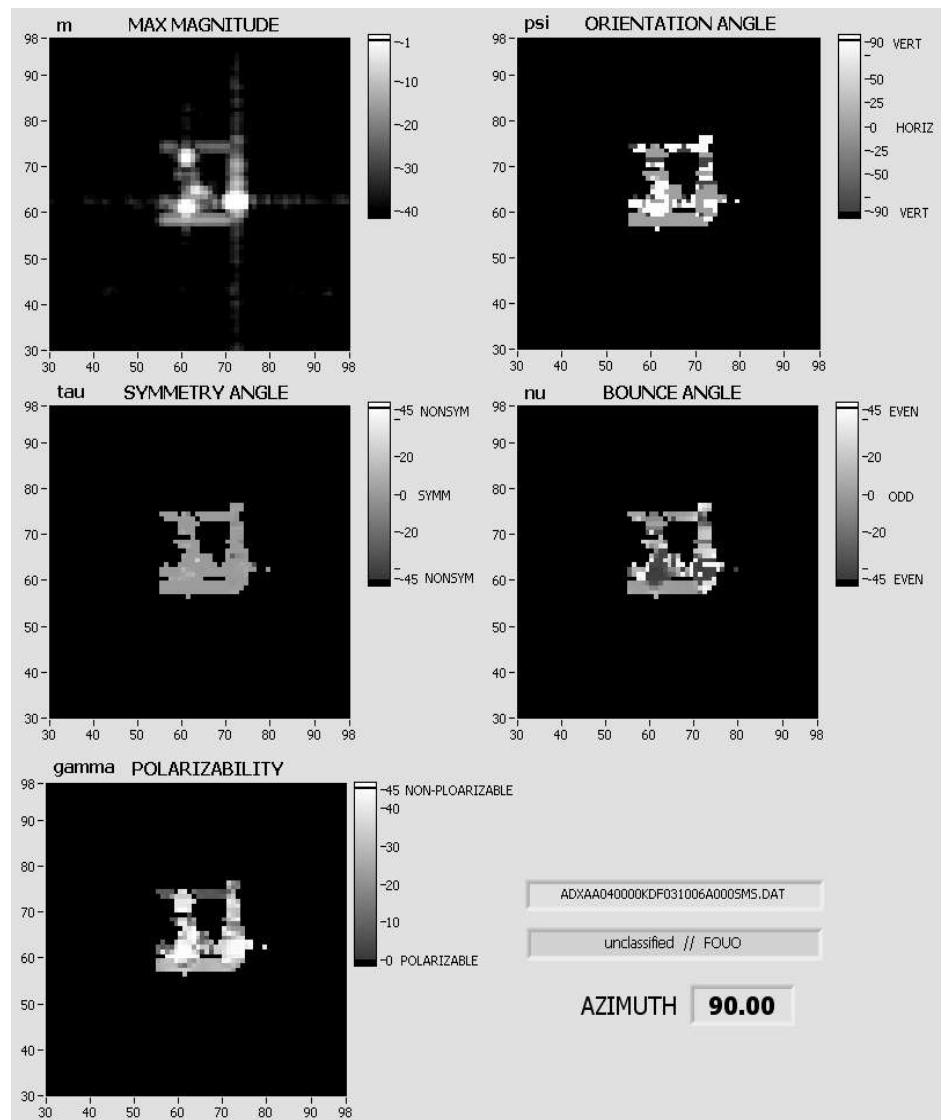 m MAX MAGNITUDE
98
90
80
70
60
50
40
30
30 40 50 60 70 80 90 98
-1
-10
-20
-30
-40
psi ORIENTATION ANGLE
98
90
80
70
60
50
40
30
30 40 50 60 70 80 90 98
90 VERT
50
25
0 HORIZ
-25
-50
-90 VERT
tau SYMMETRY ANGLE
98
90
80
70
60
50
40
30
30 40 50 60 70 80 90 98
45 NONSYM
20
0 SYMM
-20
-45 NONSYM
nu BOUNCE ANGLE
98
90
80
70
60
50
40
30
30 40 50 60 70 80 90 98
45 EVEN
20
0 ODD
-20
-45 EVEN
gamma POLARIZABILITY
98
90
80
70
60
50
40
30
30 40 50 60 70 80 90 98
45 NON-PLOARIZABLE
40
30
20
10
0 POLARIZABLE
ADXAA040000KDF031006A000SMS.DAT
unclassified // FOUO
AZIMUTH 90.00